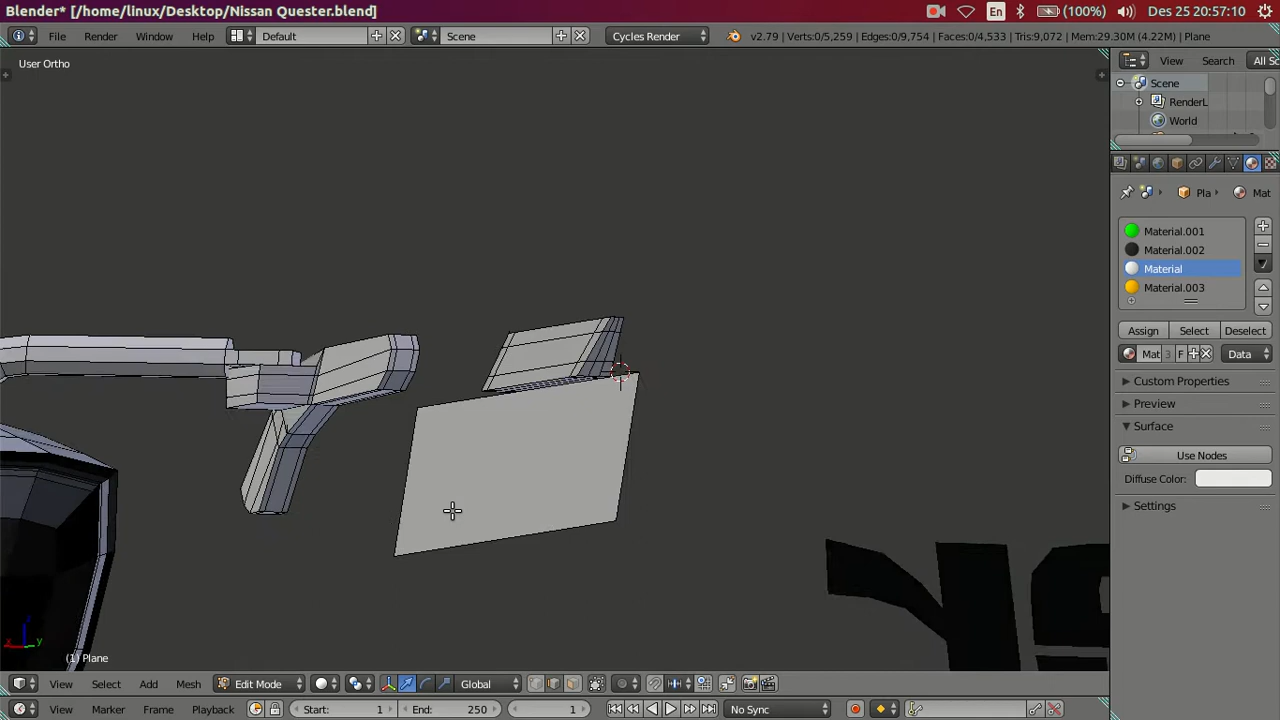 Blender* [/home/linux/Desktop/Nissan Quester.blend]
En
(100%)
Des 25 20:57:10
File Render Window Help Default Scene Cycles Render v2.79 | Verts:0/5,259 | Edges:0/9,754 | Faces:0/4,533 | Tris:9,072 | Mem:29.30M (4.22M) | Plane
User Ortho
View Search All Sc
Scene
RenderL
World
Pla Mat
Material.001
Material.002
Material
Material.003
Assign Select Deselect
Mat 3 F Data
Custom Properties
Preview
Surface
Use Nodes
Diffuse Color:
Settings
z
x y
(1) Plane
View Select Add Mesh Edit Mode Global
View Marker Frame Playback Start: 1 End: 250 1 No Sync